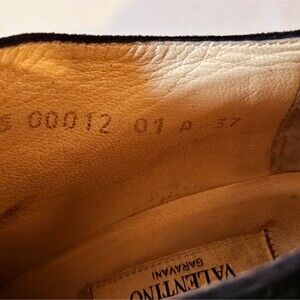 00012 01 A 37
VALENTINO
GARAVANI